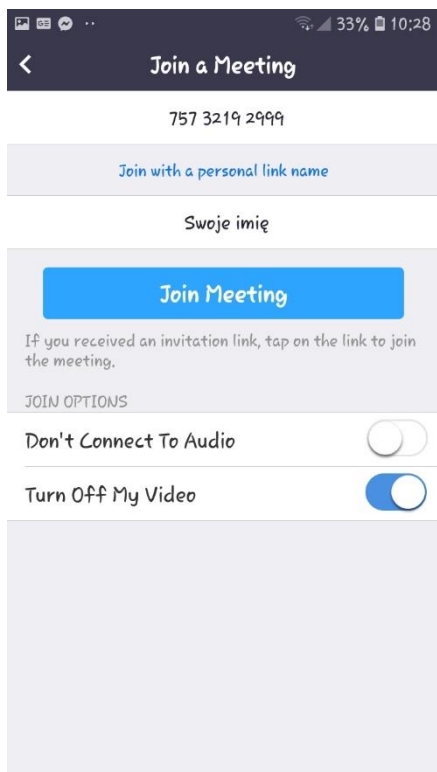 33% 10:28
Join a Meeting
757 3219 2999
Join with a personal link name
Swoje imię
Join Meeting
If you received an invitation link, tap on the link to join
the meeting.
JOIN OPTIONS
Don't Connect To Audio
Turn Off My Video